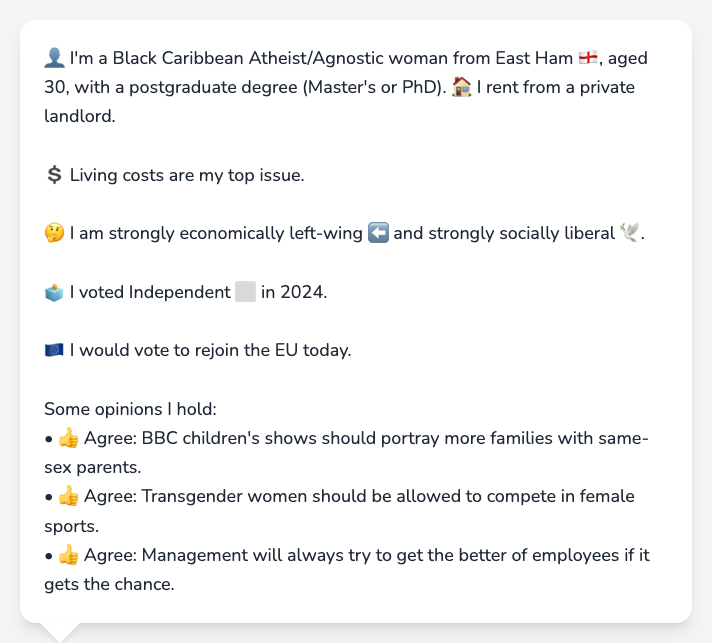 👤 I'm a Black Caribbean Atheist/Agnostic woman from East Ham 🏴󠁧󠁢󠁥󠁮󠁧󠁿, aged
30, with a postgraduate degree (Master's or PhD). 🏠 I rent from a private
landlord.
💲 Living costs are my top issue.
🤔 I am strongly economically left-wing ⬅️ and strongly socially liberal 🕊️.
🗳️ I voted Independent ⬜ in 2024.
🇪🇺 I would vote to rejoin the EU today.
Some opinions I hold:
• 👍 Agree: BBC children's shows should portray more families with same-
sex parents.
• 👍 Agree: Transgender women should be allowed to compete in female
sports.
• 👍 Agree: Management will always try to get the better of employees if it
gets the chance.